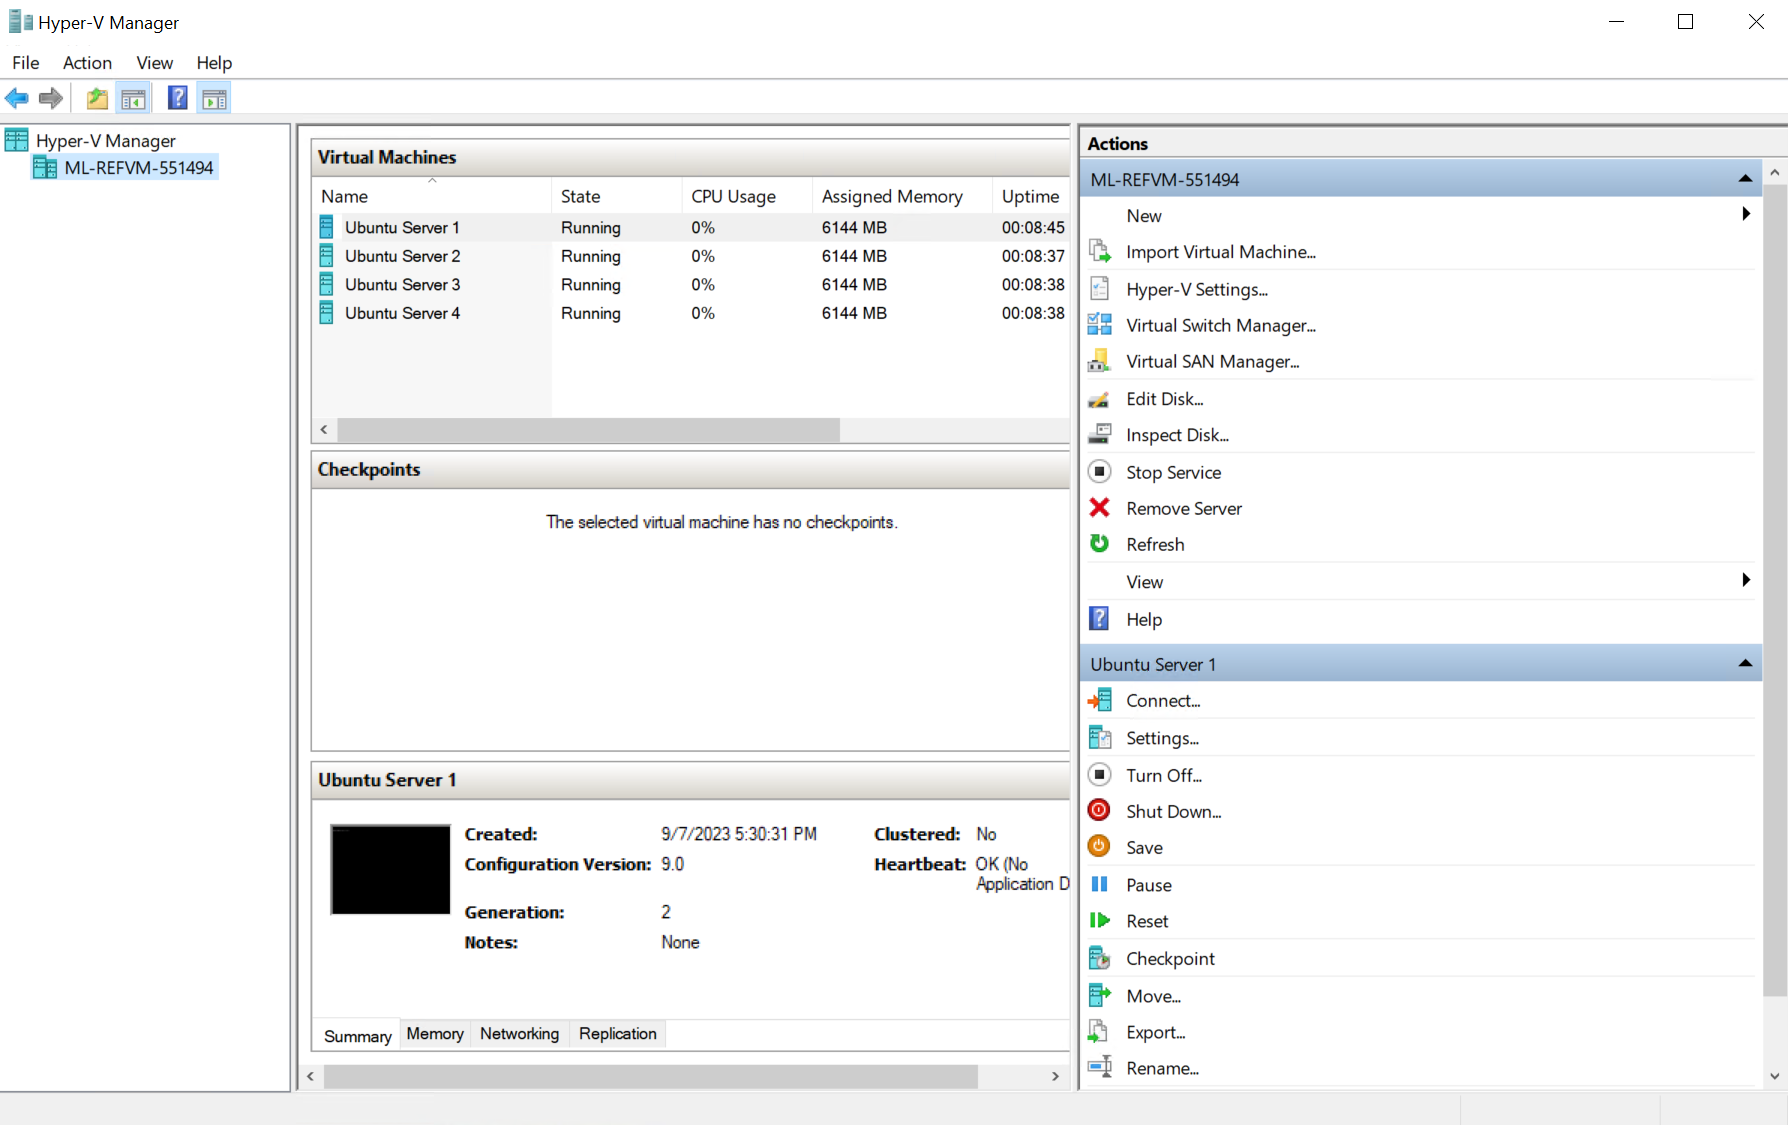 Hyper-V Manager
File Action View Help
Hyper-V Manager
ML-REFVM-551494
Virtual Machines
Name State CPU Usage Assigned Memory Uptime
Ubuntu Server 1 Running 0% 6144 MB 00:08:45
Ubuntu Server 2 Running 0% 6144 MB 00:08:37
Ubuntu Server 3 Running 0% 6144 MB 00:08:38
Ubuntu Server 4 Running 0% 6144 MB 00:08:38
Checkpoints
The selected virtual machine has no checkpoints.
Ubuntu Server 1
Created: 9/7/2023 5:30:31 PM Clustered: No
Configuration Version: 9.0 Heartbeat: OK (No
Application D
Generation: 2
Notes: None
Summary Memory Networking Replication
Actions
ML-REFVM-551494
New
Import Virtual Machine...
Hyper-V Settings...
Virtual Switch Manager...
Virtual SAN Manager...
Edit Disk...
Inspect Disk...
Stop Service
Remove Server
Refresh
View
Help
Ubuntu Server 1
Connect...
Settings...
Turn Off...
Shut Down...
Save
Pause
Reset
Checkpoint
Move...
Export...
Rename...